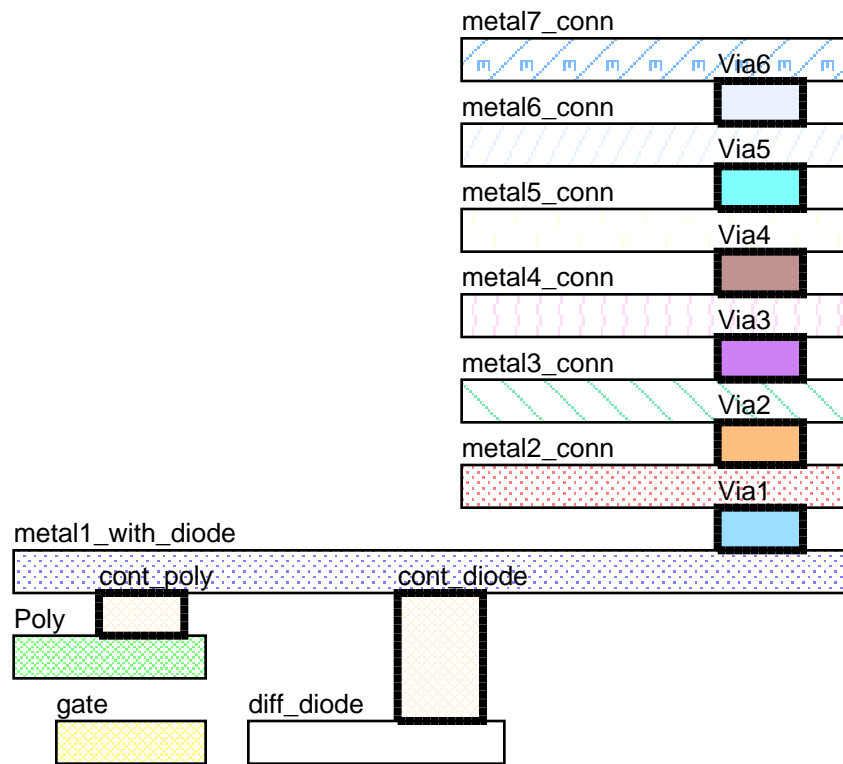 metal7_conn
Via6
metal6_conn
Via5
metal5_conn
Via4
metal4_conn
Via3
metal3_conn
Via2
metal2_conn
Via1
metal1_with_diode
cont_poly
cont_diode
Poly
gate
diff_diode